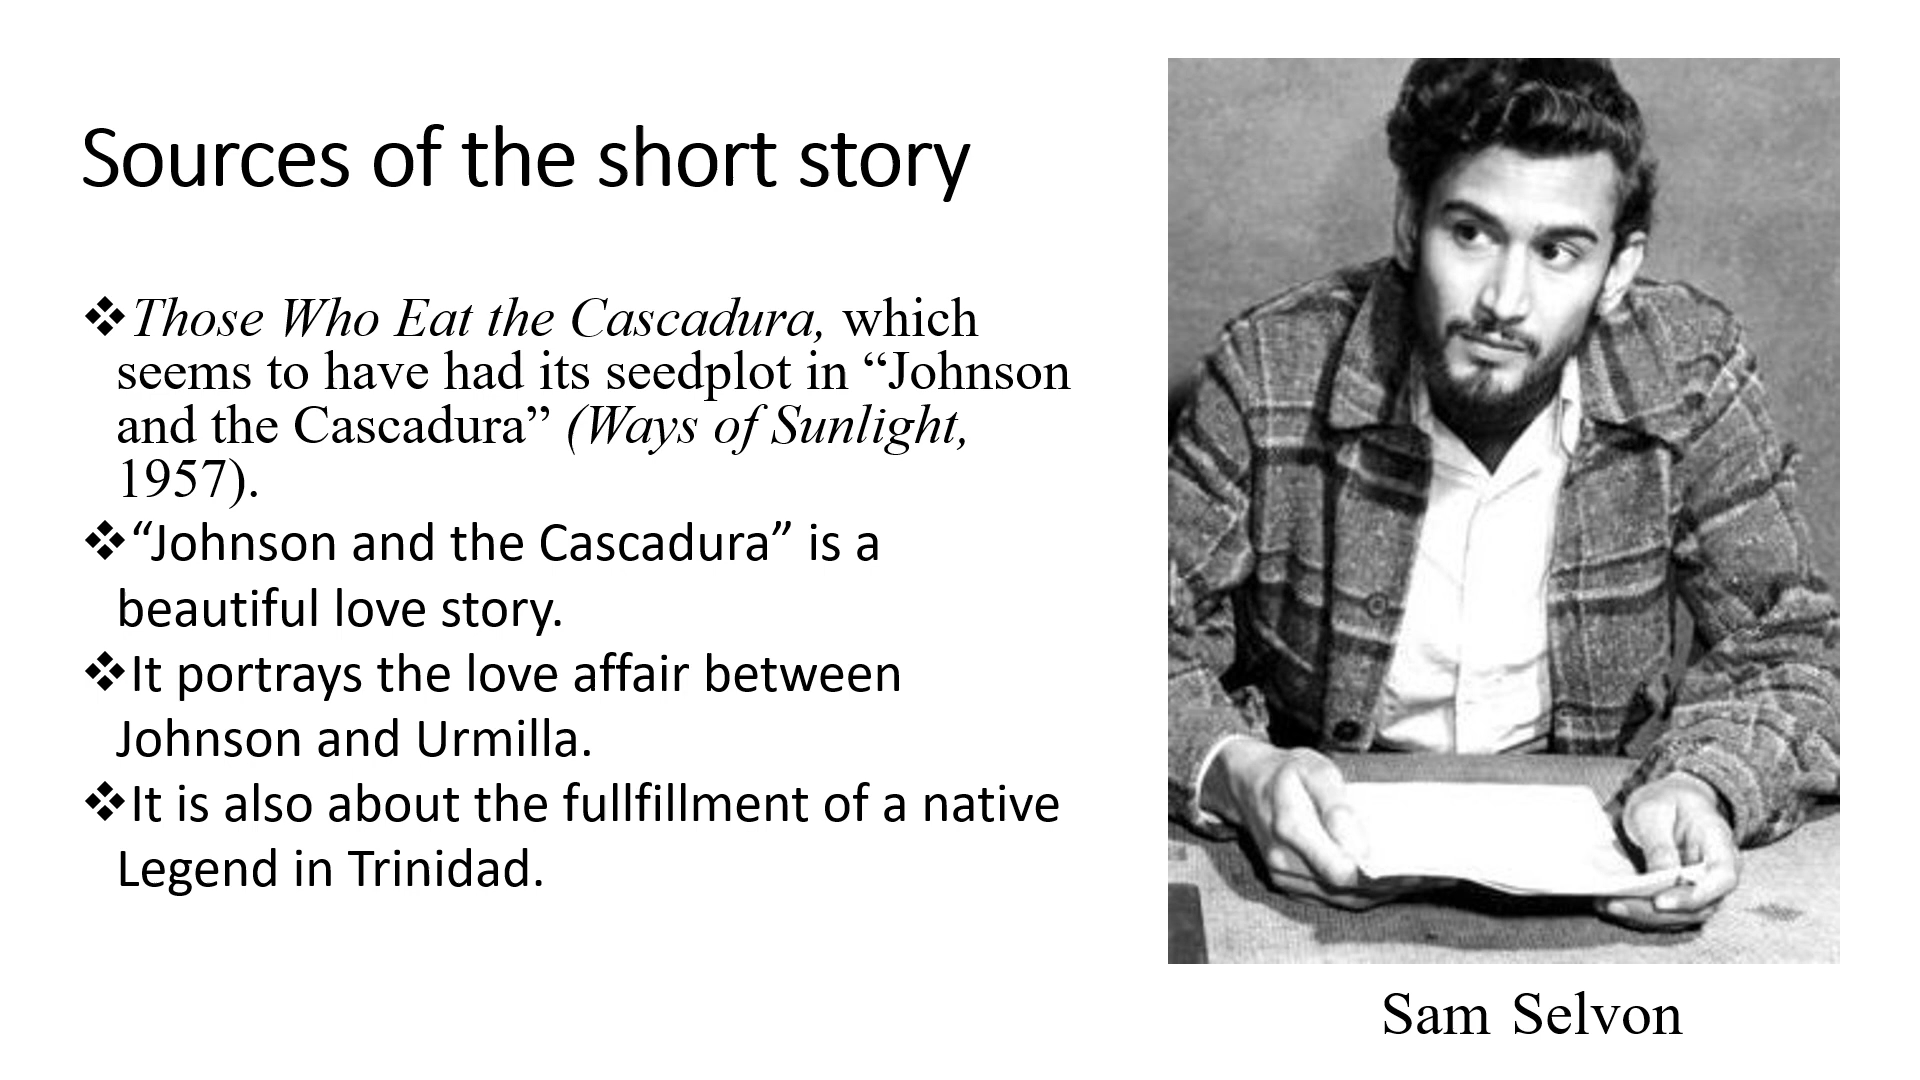 Sources of the short story
❖Those Who Eat the Cascadura, which
seems to have had its seedplot in “Johnson
and the Cascadura” (Ways of Sunlight,
1957).
❖“Johnson and the Cascadura” is a
beautiful love story.
❖It portrays the love affair between
Johnson and Urmilla.
❖It is also about the fullfillment of a native
Legend in Trinidad.
Sam Selvon